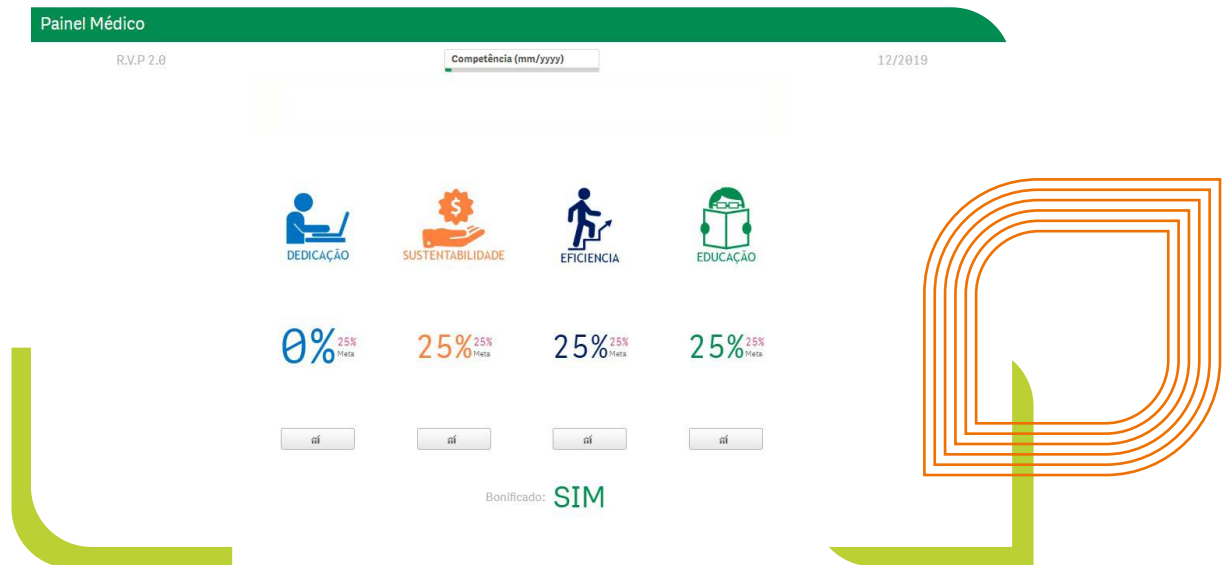 Painel Médico
R.V.P 2.0
Competência (mm/yyyy)
12/2019
$
DEDICAÇÃO
SUSTENTABILIDADE
EFICIENCIA
EDUCAÇÃO
0% 25% Meta
25% 25% Meta
25% 25% Meta
25% 25% Meta
Bonificado: SIM